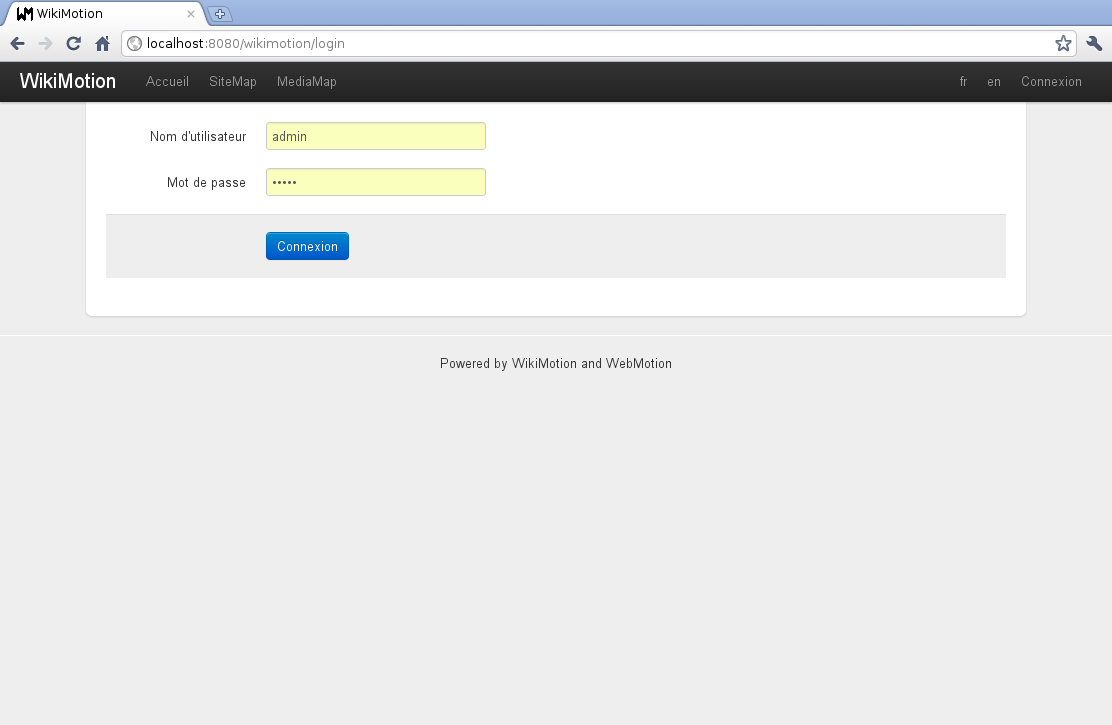 WikiMotion
localhost:8080/wikimotion/login
WikiMotion Accueil SiteMap MediaMap fr en Connexion
Nom d'utilisateur admin
Mot de passe •••••
Connexion
Powered by WikiMotion and WebMotion